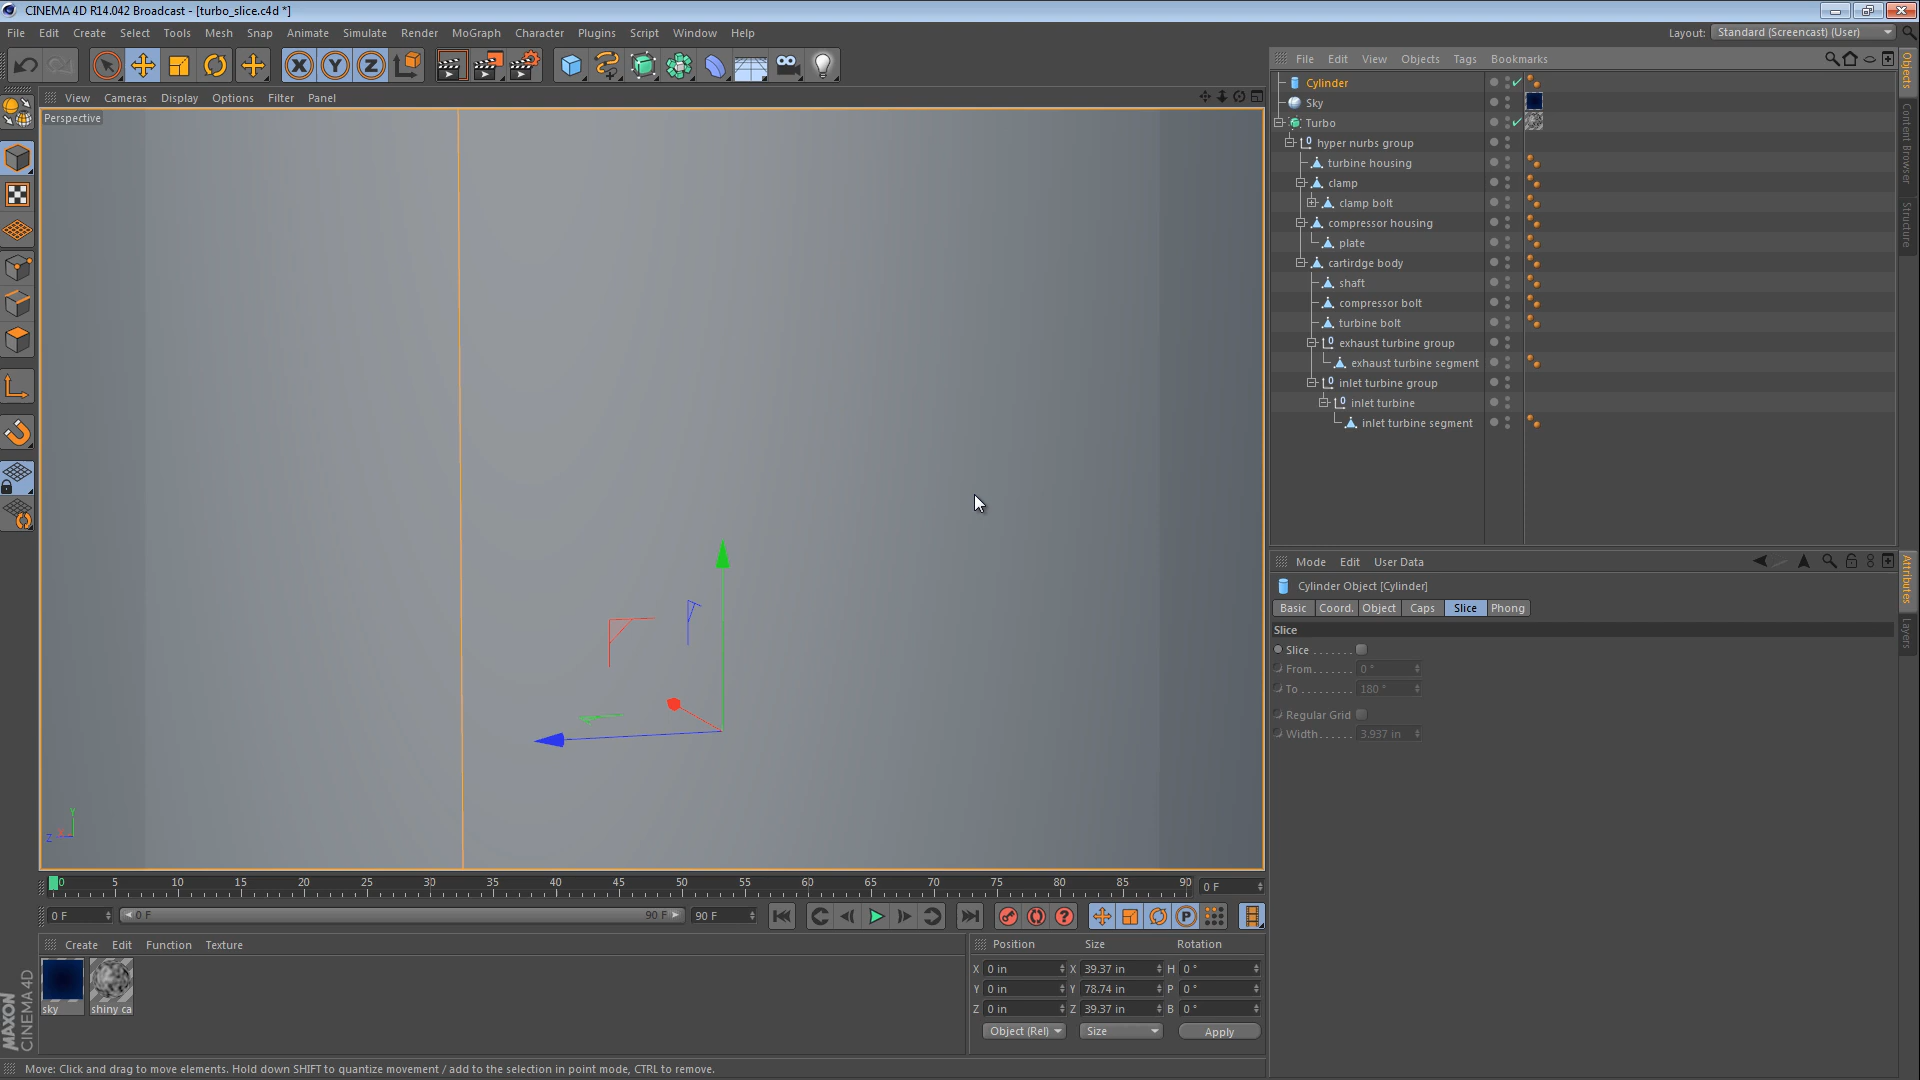 CINEMA 4D R14.042 Broadcast - [turbo_slice.c4d *]
File Edit Create Select Tools Mesh Snap Animate Simulate Render MoGraph Character Plugins Script Window Help
Layout: Standard (Screencast) (User)
View Cameras Display Options Filter Panel
Perspective
X Y Z
Y
Z
0 5 10 15 20 25 30 35 40 45 50 55 60 65 70 75 80 85 90
0 F
0 F 0 F 90 F 90 F
P
Create Edit Function Texture
sky shiny ca
MAXON
CINEMA 4D
Position Size Rotation
X 0 in X 39.37 in H 0 °
Y 0 in Y 78.74 in P 0 °
Z 0 in Z 39.37 in B 0 °
Object (Rel) Size Apply
Move: Click and drag to move elements. Hold down SHIFT to quantize movement / add to the selection in point mode, CTRL to remove.
File Edit View Objects Tags Bookmarks
Cylinder
Sky
Turbo
hyper nurbs group
turbine housing
clamp
clamp bolt
compressor housing
plate
cartirdge body
shaft
compressor bolt
turbine bolt
exhaust turbine group
exhaust turbine segment
inlet turbine group
inlet turbine
inlet turbine segment
Objects
Content Browser
Structure
Mode Edit User Data
Cylinder Object [Cylinder]
Basic Coord. Object Caps Slice Phong
Slice
Slice . . . . . . .
From. . . . . . 0 °
To . . . . . . . . . 180 °
Regular Grid
Width. . . . . . 3.937 in
Attributes
Layers